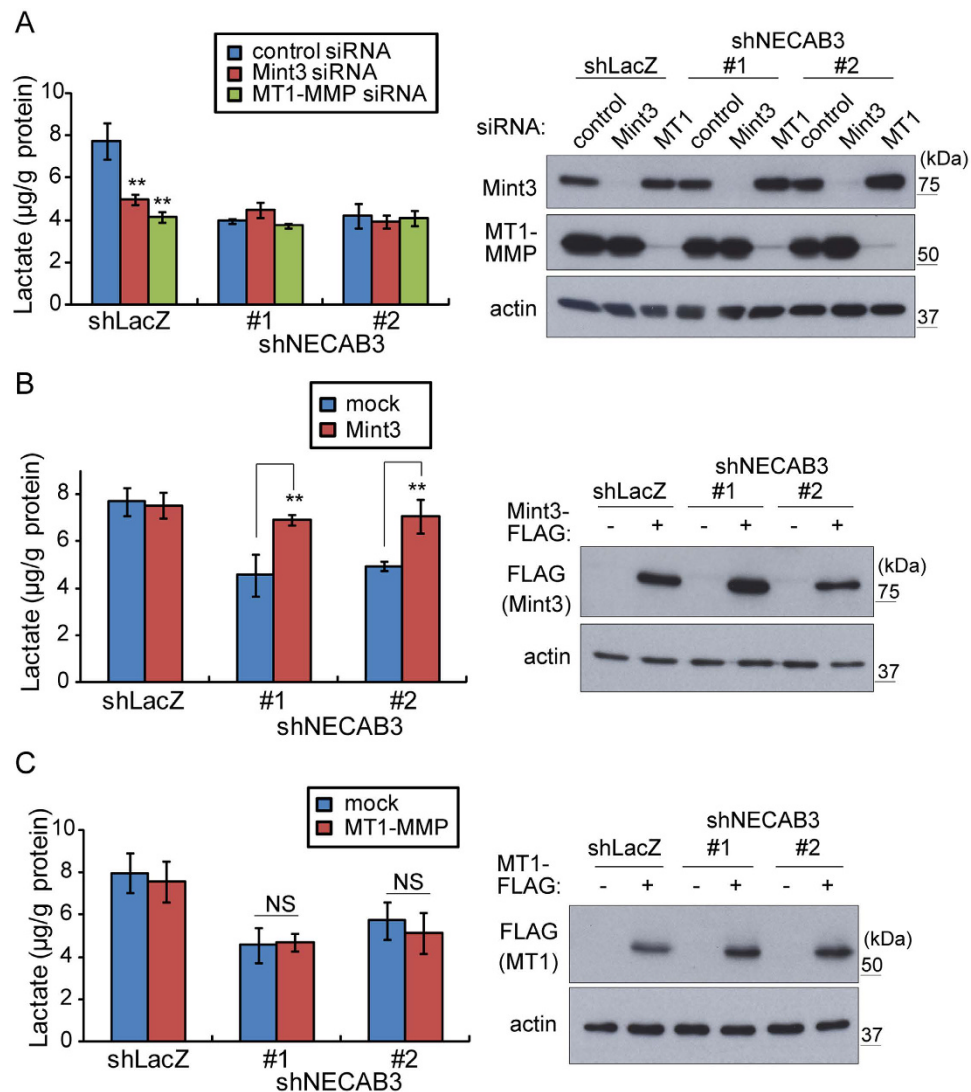 A
control siRNA
Mint3 siRNA
MT1-MMP siRNA
Lactate (µg/g protein)
10
8
6
4
2
0
**
**
shLacZ
#1
#2
shNECAB3
shNECAB3
shLacZ
#1
#2
siRNA:
control
Mint3
MT1
control
Mint3
MT1
control
Mint3
MT1
(kDa)
Mint3
75
MT1-
MMP
50
actin
37
B
mock
Mint3
Lactate (µg/g protein)
10
8
6
4
2
0
**
**
shLacZ
#1
#2
shNECAB3
shNECAB3
shLacZ
#1
#2
Mint3-
FLAG:
-
+
-
+
-
+
(kDa)
FLAG
(Mint3)
75
actin
37
C
mock
MT1-MMP
Lactate (µg/g protein)
10
8
6
4
2
0
NS
NS
shLacZ
#1
#2
shNECAB3
shNECAB3
shLacZ
#1
#2
MT1-
FLAG:
-
+
-
+
-
+
(kDa)
FLAG
(MT1)
50
actin
37